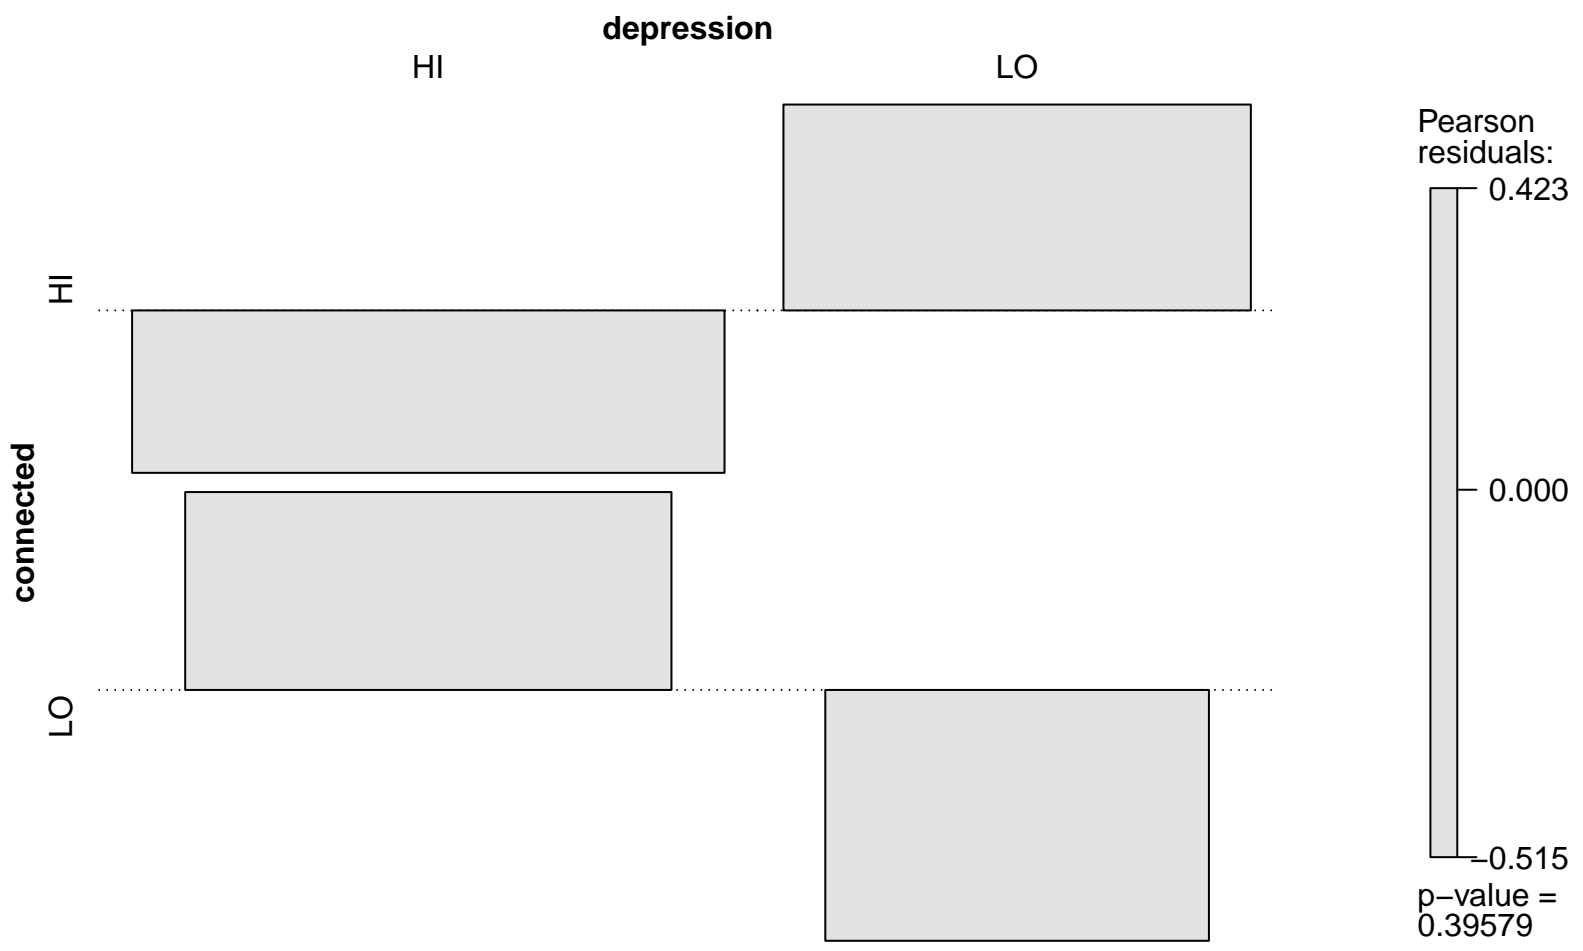 depression
HI
LO
connected
HI
LO
Pearson
residuals:
0.423
0.000
−0.515
p−value =
0.39579